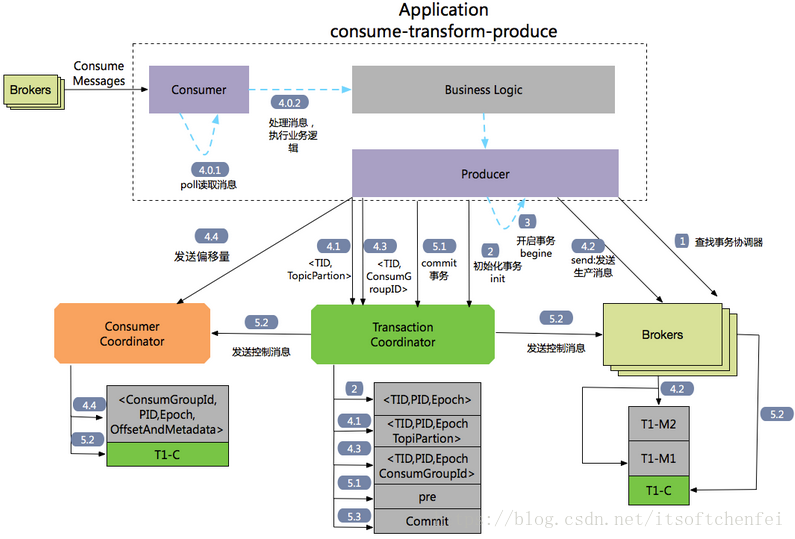 Application
consume-transform-produce
Consume
Messages
Brokers
Consumer
Business Logic
4.0.2
处理消息，
执行业务逻
辑
4.0.1
poll读取消息
Producer
4.4
发送偏移量
4.1
<TID,
TopicPartion>
4.3
<TID,
ConsumG
roupID>
5.1
commit
事务
2
初始化事务
init
3
开启事务
begine
4.2
send:发送
生产消息
1
查找事务协调器
Consumer
Coordinator
5.2
发送控制消息
Transaction
Coordinator
5.2
发送控制消息
Brokers
4.4
<ConsumGroupId,
PID,Epoch,
OffsetAndMetadata>
5.2
T1-C
2
<TID,PID,Epoch>
4.1
<TID,PID,Epoch
TopiPartion>
4.3
<TID,PID,Epoch
ConsumGroupId>
5.1
pre
5.3
Commit
4.2
T1-M2
T1-M1
T1-C
5.2
://blog.csdn.net/itsoftchenfei